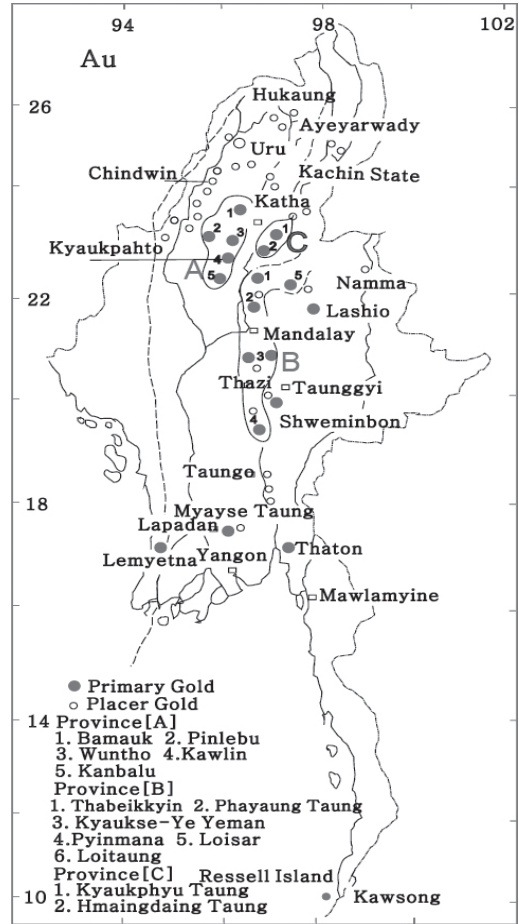 94 98 102
Au
26
Hukaung
Ayeyarwady
Uru
Chindwin
Kachin State
Katha
1
2
3
1
2
C
Kyaukpahto
4
A
5
1
5
Namma
22
2
Lashio
Mandalay
3
B
Thazi
Taunggyi
4
Shweminbon
Taungo
18
Myayse Taung
Lapadan
Lemyetna
Yangon
Thaton
Mawlamyine
Primary Gold
Placer Gold
14
Province[A]
1. Bamauk 2. Pinlebu
3. Wuntho 4.Kawlin
5. Kanbalu
Province[B]
1. Thabeikkyin 2. Phayaung Taung
3. Kyaukse-Ye Yeman
4.Pyinmana 5. Loisar
6. Loitaung
Province[C]
Ressell Island
1. Kyaukphyu Taung
10
Kawsong
2. Hmaingdaing Taung